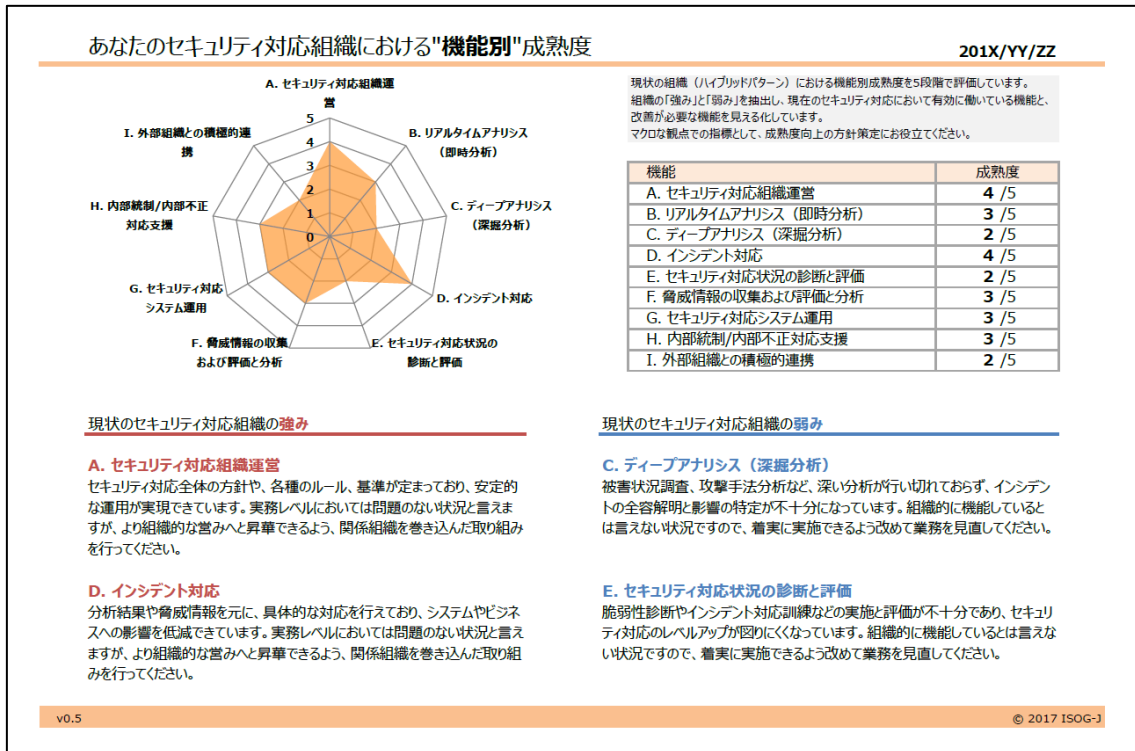 あなたのセキュリティ対応組織における"機能別"成熟度
201X/YY/ZZ
A. セキュリティ対応組織運
営
5
4
3
2
1
0
B. リアルタイムアナリシス
(即時分析)
C. ディープアナリシス
(深掘分析)
D. インシデント対応
E. セキュリティ対応状況の
診断と評価
F. 脅威情報の収集
および評価と分析
G. セキュリティ対応
システム運用
H. 内部統制/内部不正
対応支援
I. 外部組織との積極的連
携
現状の組織(ハイブリッドパターン)における機能別成熟度を5段階で評価しています。
組織の「強み」と「弱み」を抽出し、現在のセキュリティ対応において有効に働いている機能と、
改善が必要な機能を見える化しています。
マクロな観点での指標として、成熟度向上の方針策定にお役立てください。
機能 成熟度
A. セキュリティ対応組織運営 4 /5
B. リアルタイムアナリシス(即時分析) 3 /5
C. ディープアナリシス(深掘分析) 2 /5
D. インシデント対応 4 /5
E. セキュリティ対応状況の診断と評価 2 /5
F. 脅威情報の収集および評価と分析 3 /5
G. セキュリティ対応システム運用 3 /5
H. 内部統制/内部不正対応支援 3 /5
I. 外部組織との積極的連携 2 /5
現状のセキュリティ対応組織の強み
A. セキュリティ対応組織運営
セキュリティ対応全体の方針や、各種のルール、基準が定まっており、安定的
な運用が実現できています。実務レベルにおいては問題のない状況と言えま
すが、より組織的な営みへと昇華できるよう、関係組織を巻き込んだ取り組み
を行ってください。
D. インシデント対応
分析結果や脅威情報を元に、具体的な対応を行えており、システムやビジネ
スへの影響を低減できています。実務レベルにおいては問題のない状況と言え
ますが、より組織的な営みへと昇華できるよう、関係組織を巻き込んだ取り組
みを行ってください。
現状のセキュリティ対応組織の弱み
C. ディープアナリシス(深掘分析)
被害状況調査、攻撃手法分析など、深い分析が行い切れておらず、インシデン
トの全容解明と影響の特定が不十分になっています。組織的に機能していると
は言えない状況ですので、着実に実施できるよう改めて業務を見直してください。
E. セキュリティ対応状況の診断と評価
脆弱性診断やインシデント対応訓練などの実施と評価が不十分であり、セキュリ
ティ対応のレベルアップが図りにくくなっています。組織的に機能しているとは言えな
い状況ですので、着実に実施できるよう改めて業務を見直してください。
v0.5
© 2017 ISOG-J